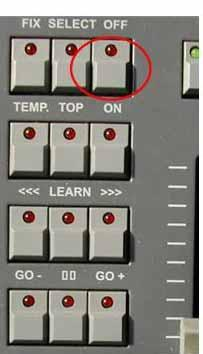 FIX SELECT OFF
TEMP. TOP ON
<<< LEARN >>>
GO - ▯▯ GO +